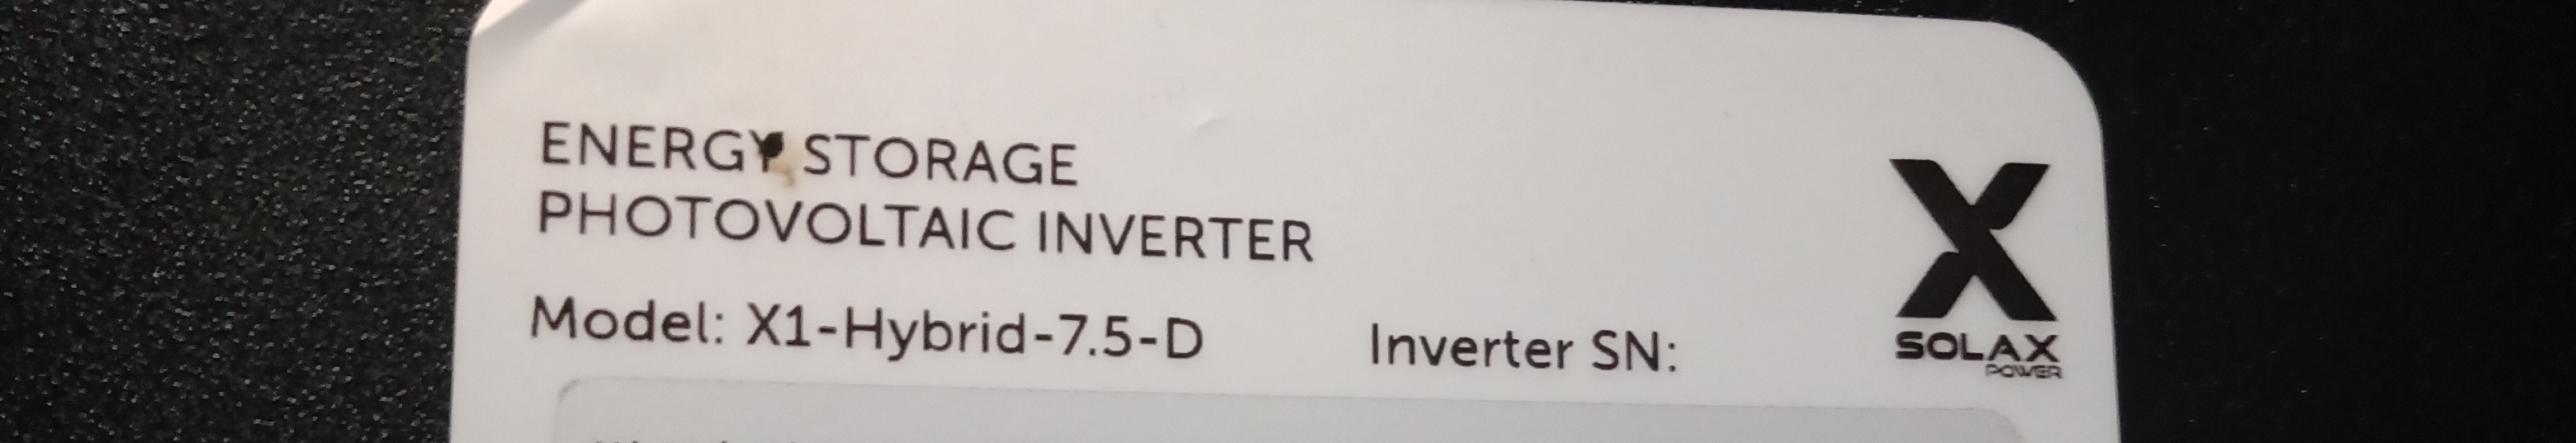 ENERGY STORAGE
PHOTOVOLTAIC INVERTER
Model: X1-Hybrid-7.5-D
Inverter SN:
X
SOLAX
POWER